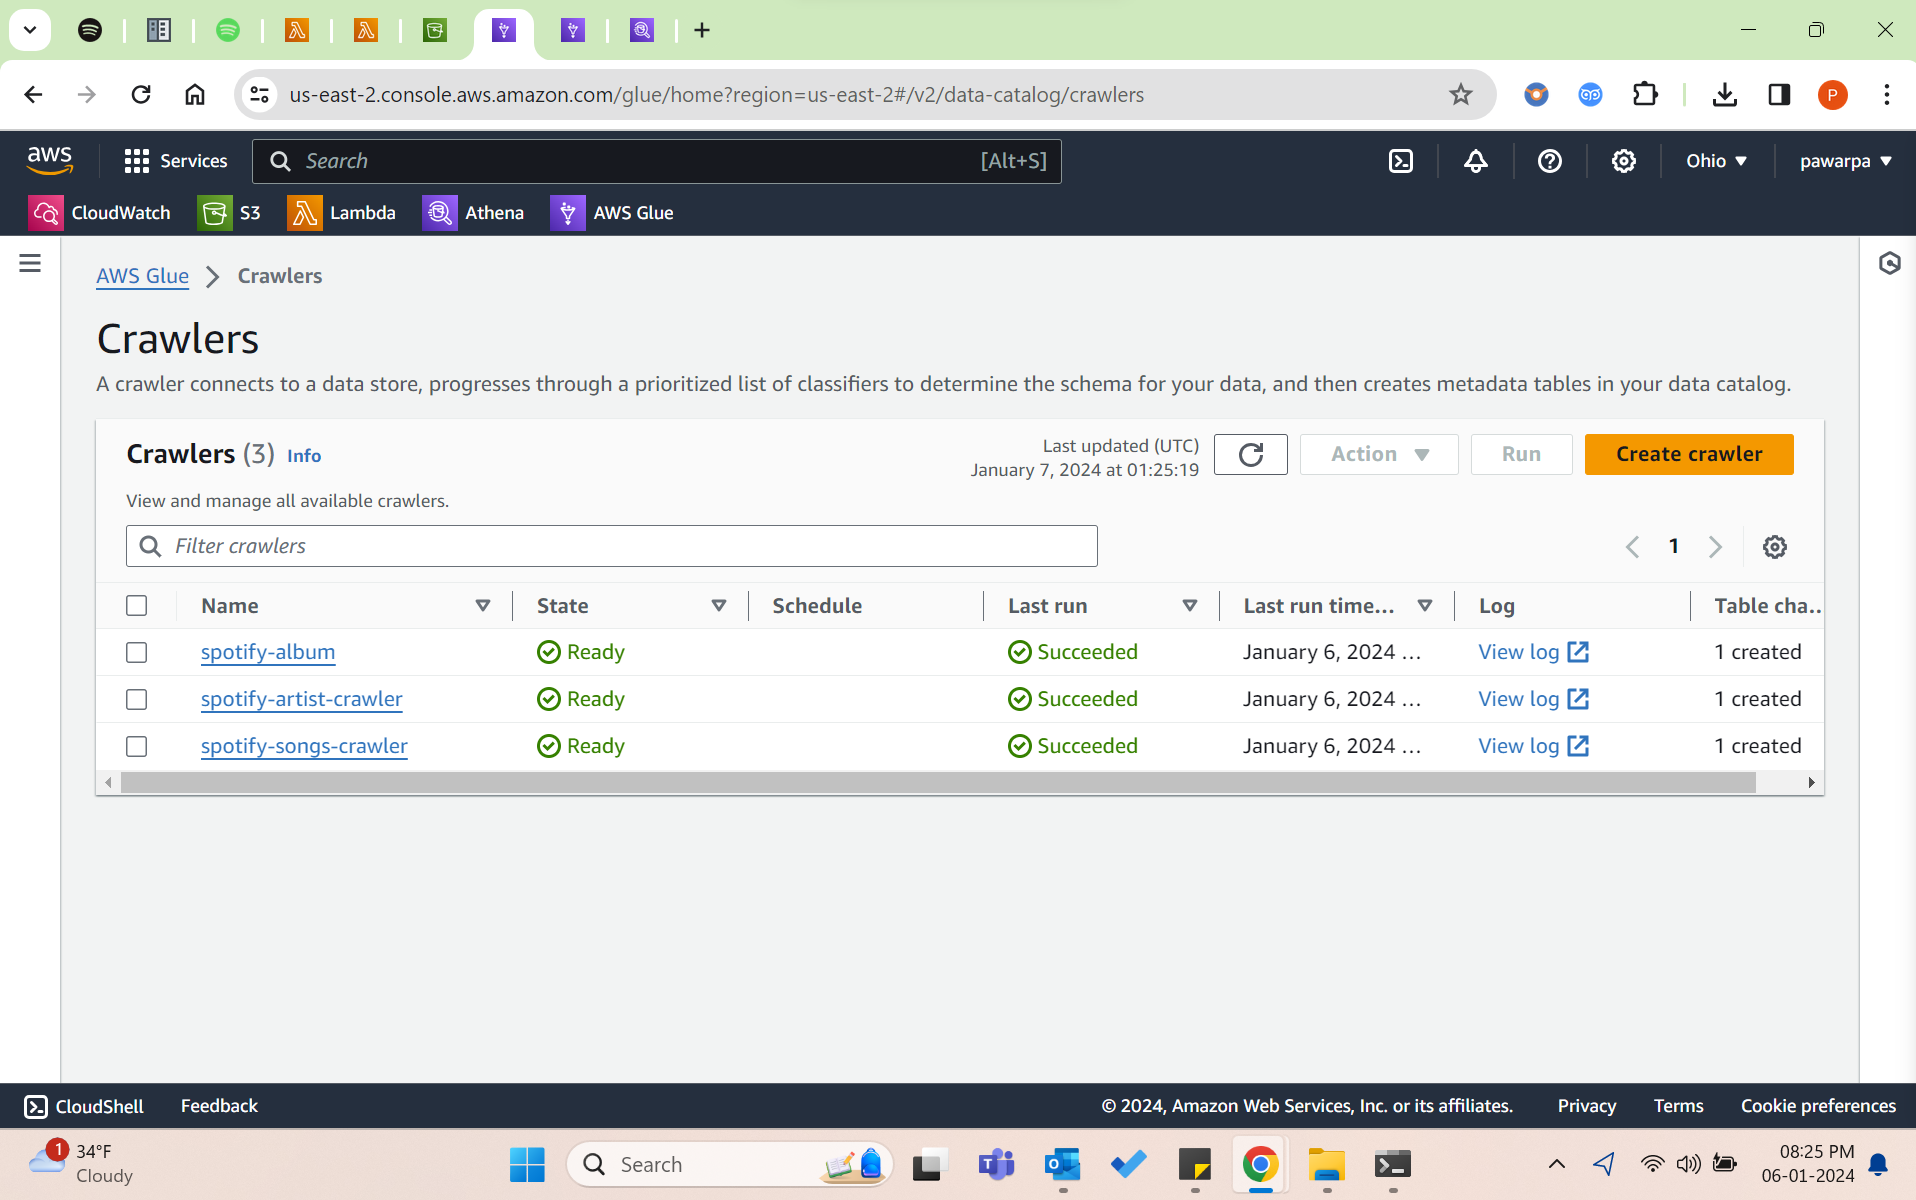 us-east-2.console.aws.amazon.com/glue/home?region=us-east-2#/v2/data-catalog/crawlers
gp
P
aws
Services
Search
[Alt+S]
Ohio
pawarpa
CloudWatch
S3
Lambda
Athena
AWS Glue
AWS Glue
Crawlers
Crawlers
A crawler connects to a data store, progresses through a prioritized list of classifiers to determine the schema for your data, and then creates metadata tables in your data catalog.
Crawlers (3) Info
Last updated (UTC)
January 7, 2024 at 01:25:19
Action
Run
Create crawler
View and manage all available crawlers.
Filter crawlers
1
Name State Schedule Last run Last run time... Log Table cha...
spotify-album Ready Succeeded January 6, 2024 ... View log 1 created
spotify-artist-crawler Ready Succeeded January 6, 2024 ... View log 1 created
spotify-songs-crawler Ready Succeeded January 6, 2024 ... View log 1 created
CloudShell
Feedback
© 2024, Amazon Web Services, Inc. or its affiliates.
Privacy
Terms
Cookie preferences
1
34°F
Cloudy
Search
08:25 PM
06-01-2024